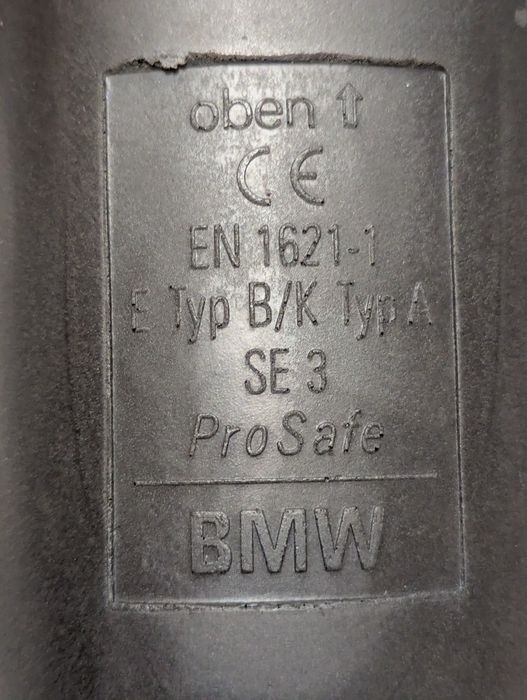 oben ⇧
CE
EN 1621-1
E Typ B/K Typ A
SE 3
ProSafe
BMW